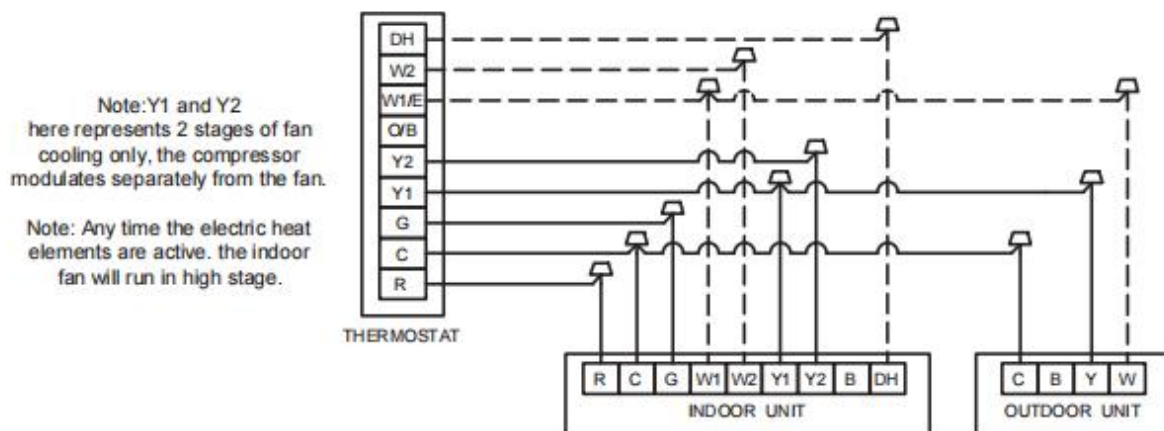 Note:Y1 and Y2
here represents 2 stages of fan
cooling only, the compressor
modulates separately from the fan.
Note: Any time the electric heat
elements are active. the indoor
fan will run in high stage.
DH
W2
W1/E
O/B
Y2
Y1
G
C
R
THERMOSTAT
R C G W1 W2 Y1 Y2 B DH
INDOOR UNIT
C B Y W
OUTDOOR UNIT